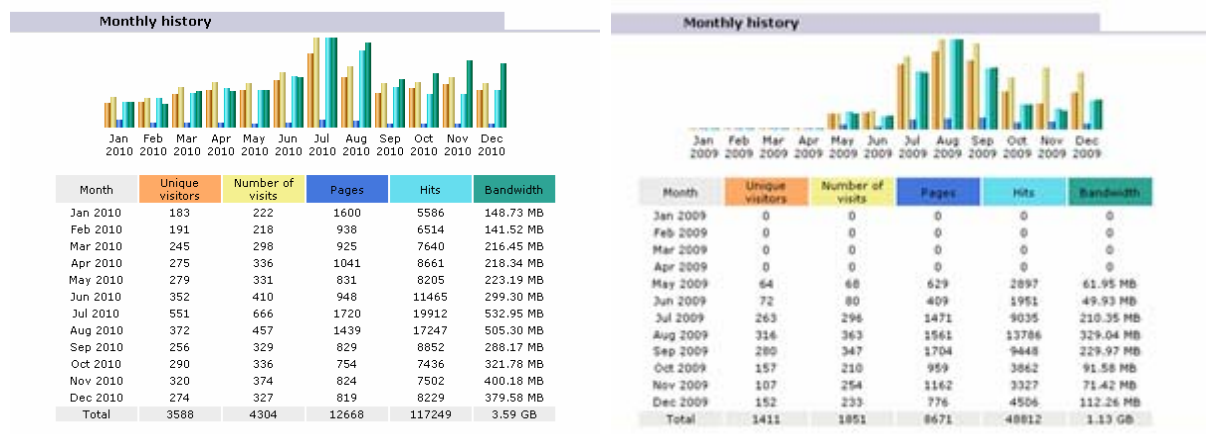 Monthly history
Jan Feb Mar Apr May Jun Jul Aug Sep Oct Nov Dec
2010 2010 2010 2010 2010 2010 2010 2010 2010 2010 2010 2010
Month Unique visitors Number of visits Pages Hits Bandwidth
Jan 2010 183 222 1600 5586 148.73 MB
Feb 2010 191 218 938 6514 141.52 MB
Mar 2010 245 298 925 7640 216.45 MB
Apr 2010 275 336 1041 8661 218.34 MB
May 2010 279 331 831 8205 223.19 MB
Jun 2010 352 410 948 11465 299.30 MB
Jul 2010 551 666 1720 19912 532.95 MB
Aug 2010 372 457 1439 17247 505.30 MB
Sep 2010 256 329 829 8852 288.17 MB
Oct 2010 290 336 754 7436 321.78 MB
Nov 2010 320 374 824 7502 400.18 MB
Dec 2010 274 327 819 8229 379.58 MB
Total 3588 4304 12668 117249 3.59 GB
Monthly history
Jan Feb Mar Apr May Jun Jul Aug Sep Oct Nov Dec
2009 2009 2009 2009 2009 2009 2009 2009 2009 2009 2009 2009
Month Unique visitors Number of visits Pages Hits Bandwidth
Jan 2009 0 0 0 0 0
Feb 2009 0 0 0 0 0
Mar 2009 0 0 0 0 0
Apr 2009 0 0 0 0 0
May 2009 64 68 629 2897 61.95 MB
Jun 2009 72 80 409 1951 49.93 MB
Jul 2009 263 296 1471 9035 210.35 MB
Aug 2009 316 363 1561 13786 329.04 MB
Sep 2009 280 347 1704 9448 229.97 MB
Oct 2009 157 210 959 3862 91.58 MB
Nov 2009 107 254 1162 3327 71.42 MB
Dec 2009 152 233 776 4506 112.26 MB
Total 1411 1851 8671 48812 1.13 GB